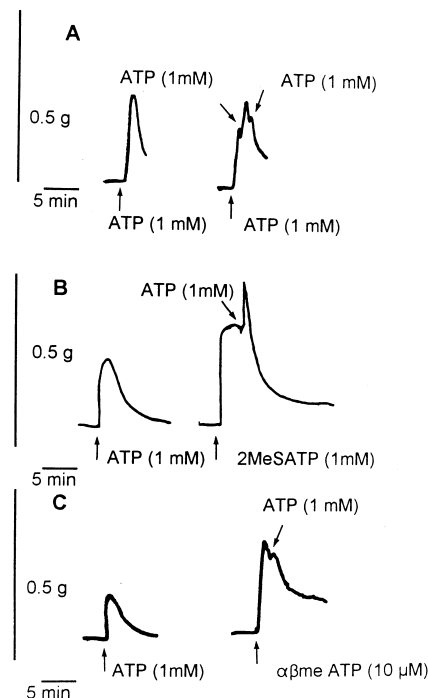 A
ATP (1mM)
ATP (1 mM)
0.5 g
5 min
ATP (1 mM)
ATP (1 mM)
B
ATP (1mM)
0.5 g
ATP (1 mM)
2MeSATP (1mM)
5 min
C
ATP (1 mM)
0.5 g
ATP (1mM)
αβme ATP (10 μM)
5 min